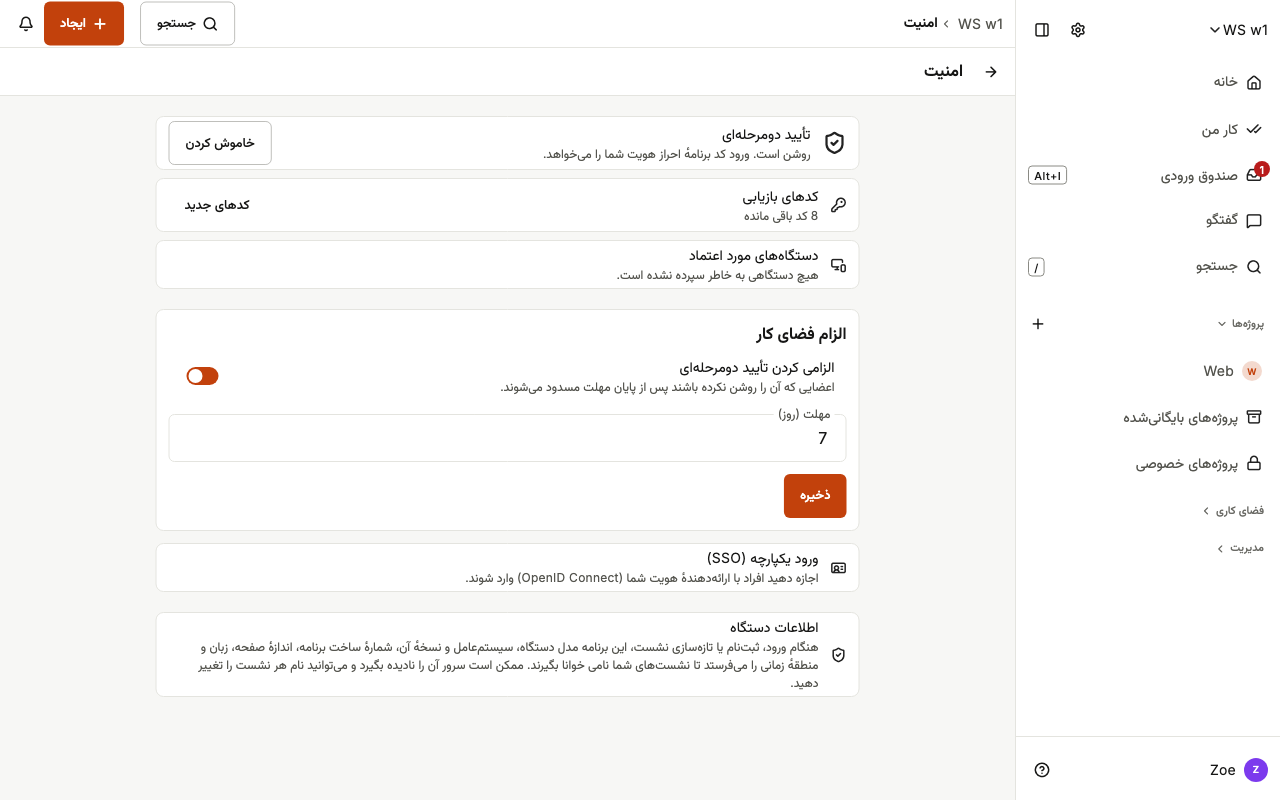 WS w1
خانه
کار من
صندوق ورودی
1
Alt+I
گفتگو
جستجو
/
پروژه‌ها
W
Web
پروژه‌های بایگانی‌شده
پروژه‌های خصوصی
فضای کاری
مدیریت
Z
Zoe
WS w1 › امنیت
جستجو
ایجاد
امنیت
تأیید دومرحله‌ای
روشن است. ورود کد برنامهٔ احراز هویت شما را می‌خواهد.
خاموش کردن
کدهای بازیابی
8 کد باقی مانده
کدهای جدید
دستگاه‌های مورد اعتماد
هیچ دستگاهی به خاطر سپرده نشده است.
الزام فضای کار
الزامی کردن تأیید دومرحله‌ای
اعضایی که آن را روشن نکرده باشند پس از پایان مهلت مسدود می‌شوند.
مهلت (روز)
7
ذخیره
ورود یکپارچه (SSO)
اجازه دهید افراد با ارائه‌دهندهٔ هویت شما (OpenID Connect) وارد شوند.
اطلاعات دستگاه
هنگام ورود، ثبت‌نام یا تازه‌سازی نشست، این برنامه مدل دستگاه، سیستم‌عامل و نسخهٔ آن، شمارهٔ ساخت برنامه، اندازهٔ صفحه، زبان و
منطقهٔ زمانی را می‌فرستد تا نشست‌های شما نامی خوانا بگیرند. ممکن است سرور آن را نادیده بگیرد و می‌توانید نام هر نشست را تغییر
دهید.